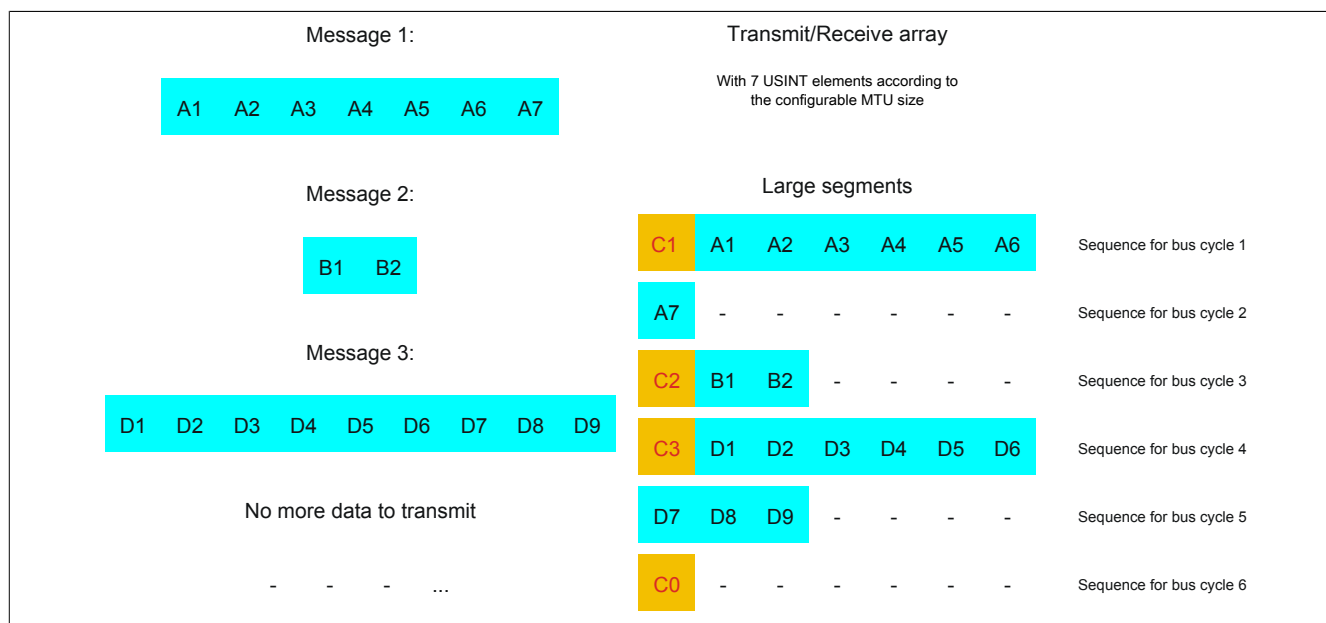 Message 1:
A1 A2 A3 A4 A5 A6 A7
Message 2:
B1 B2
Message 3:
D1 D2 D3 D4 D5 D6 D7 D8 D9
No more data to transmit
- - - ...
Transmit/Receive array
With 7 USINT elements according to
the configurable MTU size
Large segments
C1 A1 A2 A3 A4 A5 A6 Sequence for bus cycle 1
A7 - - - - - - Sequence for bus cycle 2
C2 B1 B2 - - - - Sequence for bus cycle 3
C3 D1 D2 D3 D4 D5 D6 Sequence for bus cycle 4
D7 D8 D9 - - - - Sequence for bus cycle 5
C0 - - - - - - Sequence for bus cycle 6